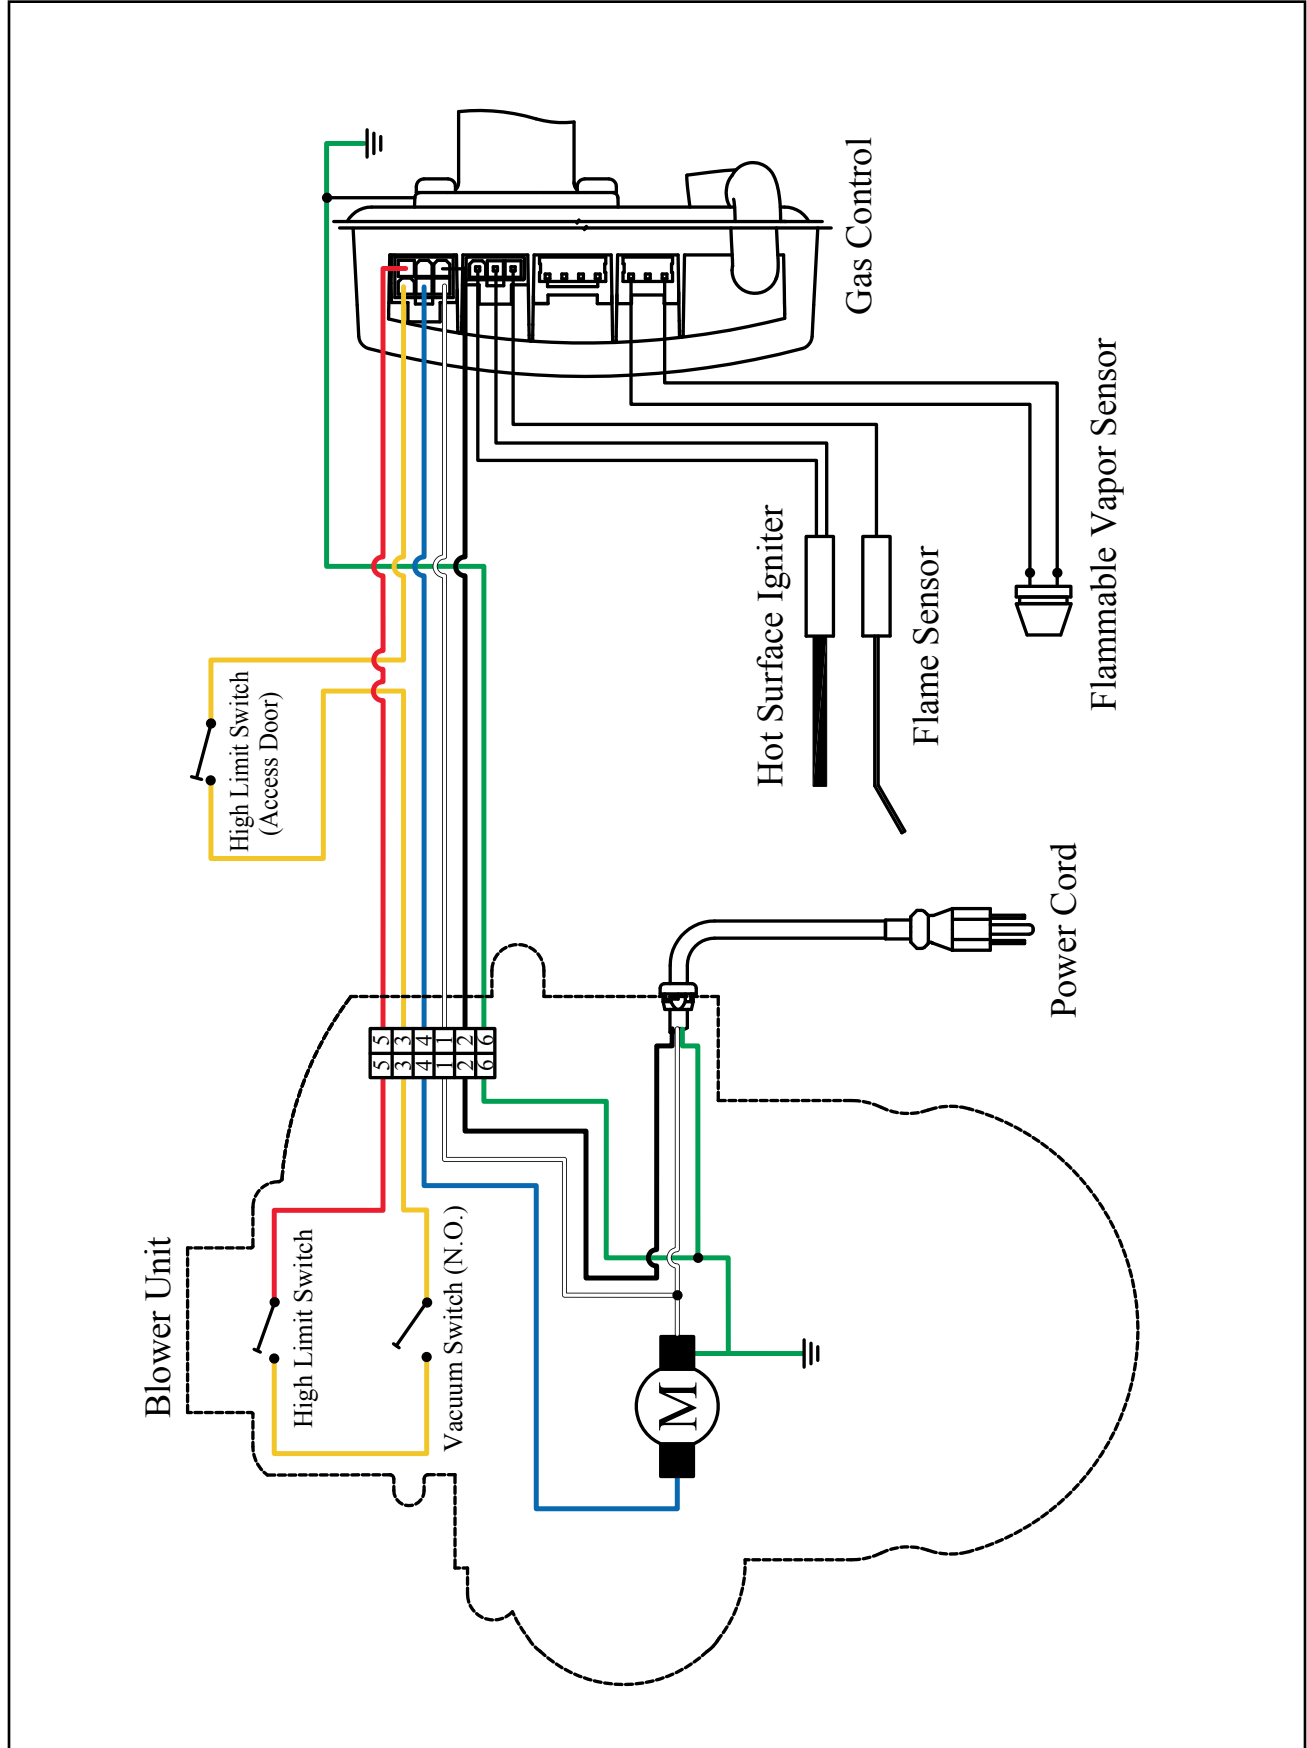 Blower Unit
High Limit Switch
Vacuum Switch (N.O.)
M
5 5
3 3
4 4
1 1
2 2
6 6
Power Cord
High Limit Switch
(Access Door)
Hot Surface Igniter
Flame Sensor
Flammable Vapor Sensor
Gas Control